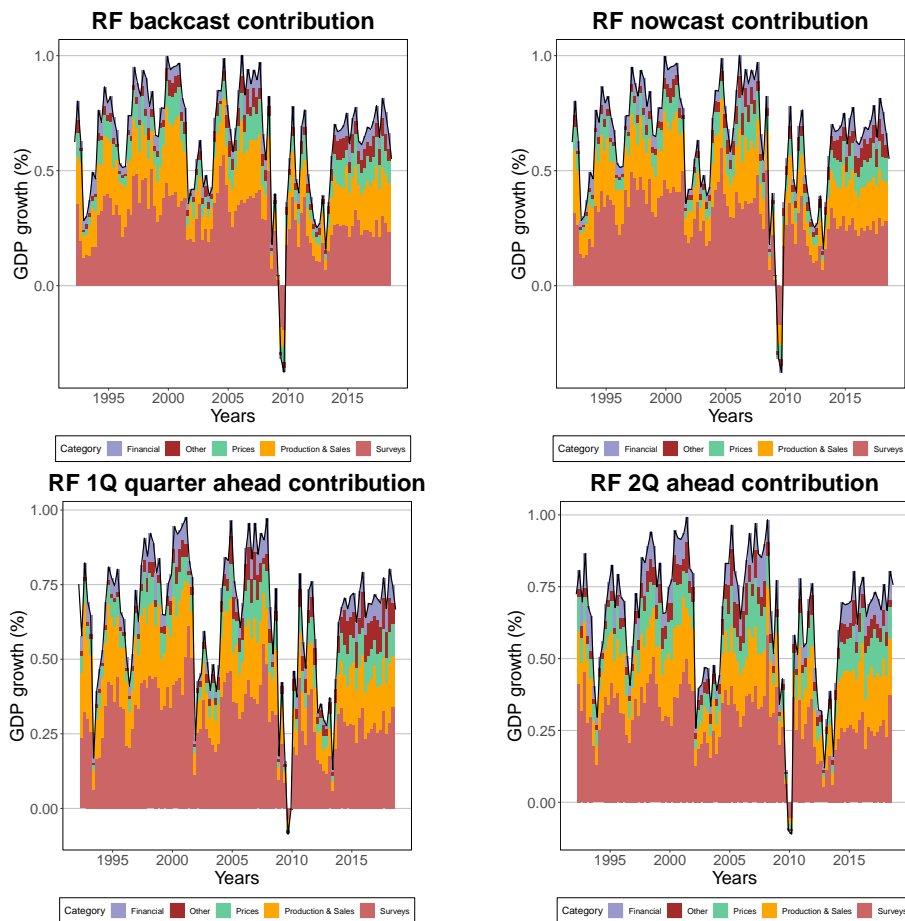 RF backcast contribution
RF nowcast contribution
GDP growth (%)
1.0
0.5
0.0
1995 2000 2005 2010 2015
Years
Category Financial Other Prices Production & Sales Surveys
GDP growth (%)
1.0
0.5
0.0
1995 2000 2005 2010 2015
Years
Category Financial Other Prices Production & Sales Surveys
RF 1Q quarter ahead contribution
RF 2Q ahead contribution
GDP growth (%)
1.00
0.75
0.50
0.25
0.00
1995 2000 2005 2010 2015
Years
Category Financial Other Prices Production & Sales Surveys
GDP growth (%)
1.00
0.75
0.50
0.25
0.00
1995 2000 2005 2010 2015
Years
Category Financial Other Prices Production & Sales Surveys